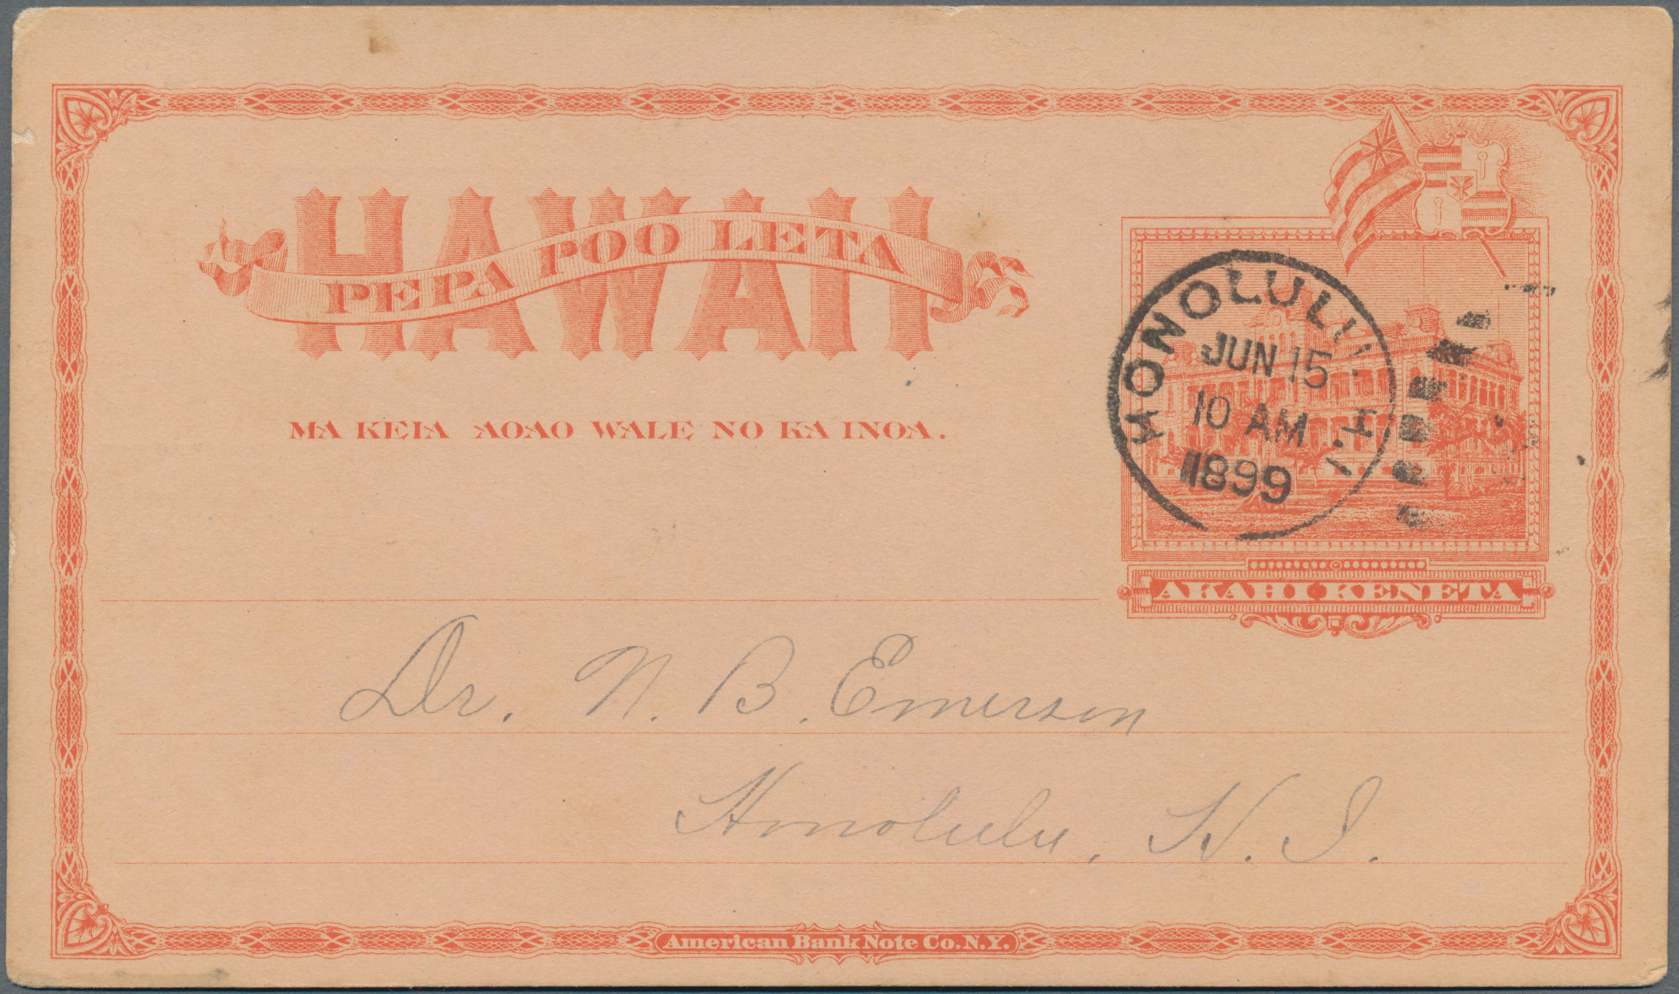 HAWAII
PEPA POO LETA
MA KEIA AOAO WALE NO KA INOA.
HONOLULU H.I.
JUN 15
10 AM
1899
AKAHI KENETA
Dr. N. B. Emerson
Honolulu, H. I.
American Bank Note Co. N.Y.